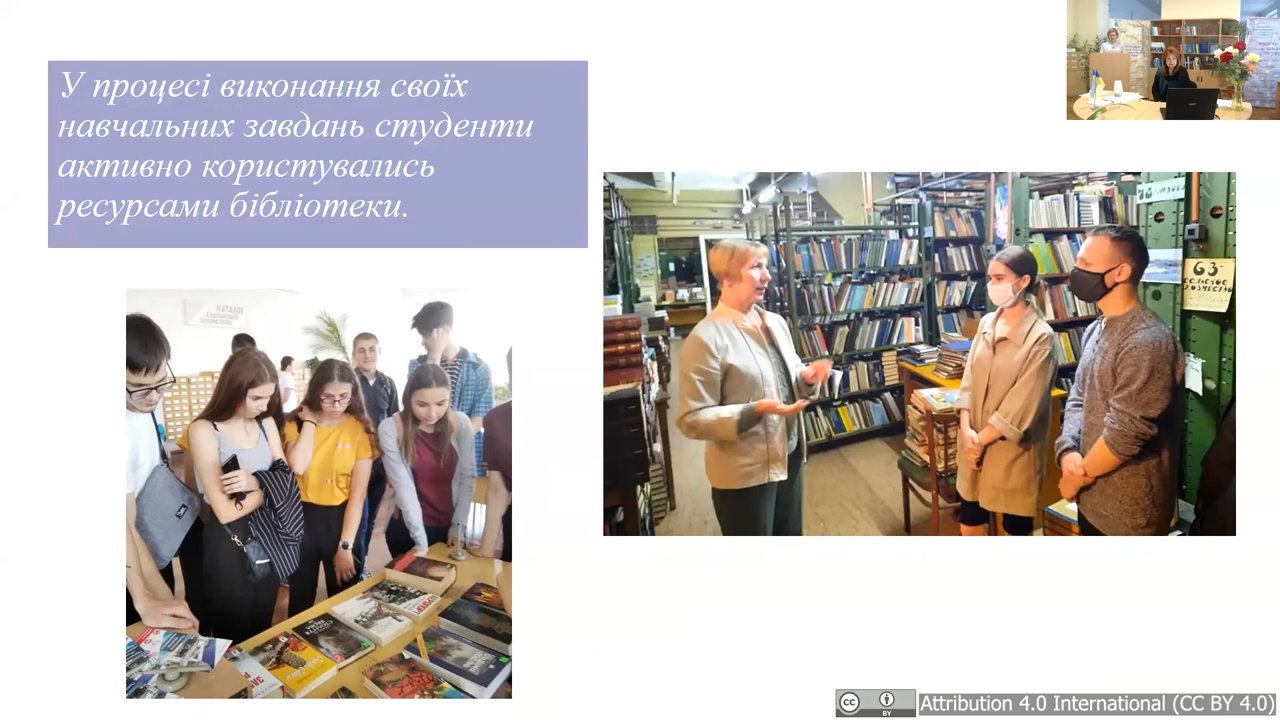 У процесі виконання своїх
навчальних завдань студенти
активно користувались
ресурсами бібліотеки.
КАТАЛОГ
63-
BY
Attribution 4.0 International (CC BY 4.0)